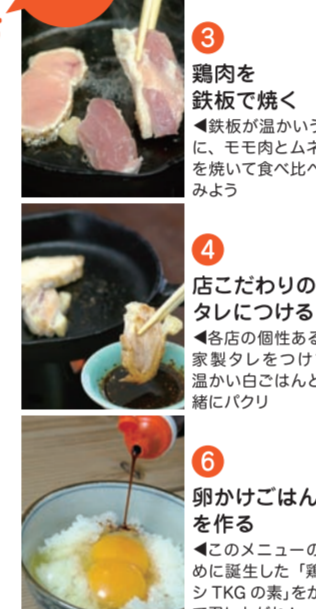 3
鶏肉を
鉄板で焼く
◀鉄板が温かいう
に、モモ肉とムネ
を焼いて食べ比べ
みよう
4
店こだわりの
タレにつける
◀各店の個性ある
家製タレをつけ
温かい白ごはんと
緒にパクリ
6
卵かけごはん
を作る
◀このメニューの
めに誕生した「鶏
シTKGの素」をか